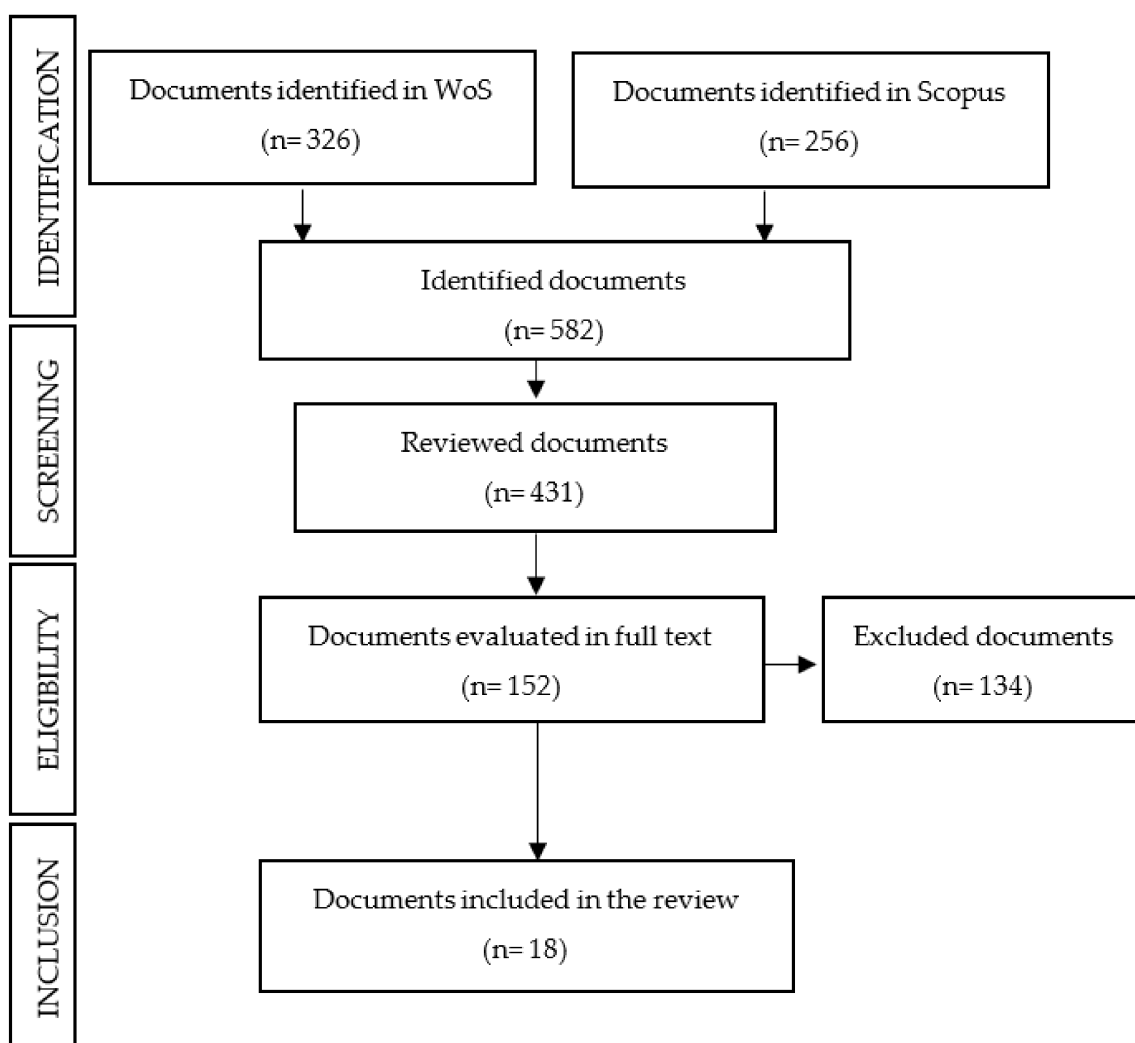 IDENTIFICATION
Documents identified in WoS
(n= 326)
Documents identified in Scopus
(n= 256)
Identified documents
(n= 582)
SCREENING
Reviewed documents
(n= 431)
ELIGIBILITY
Documents evaluated in full text
(n= 152)
Excluded documents
(n= 134)
INCLUSION
Documents included in the review
(n= 18)